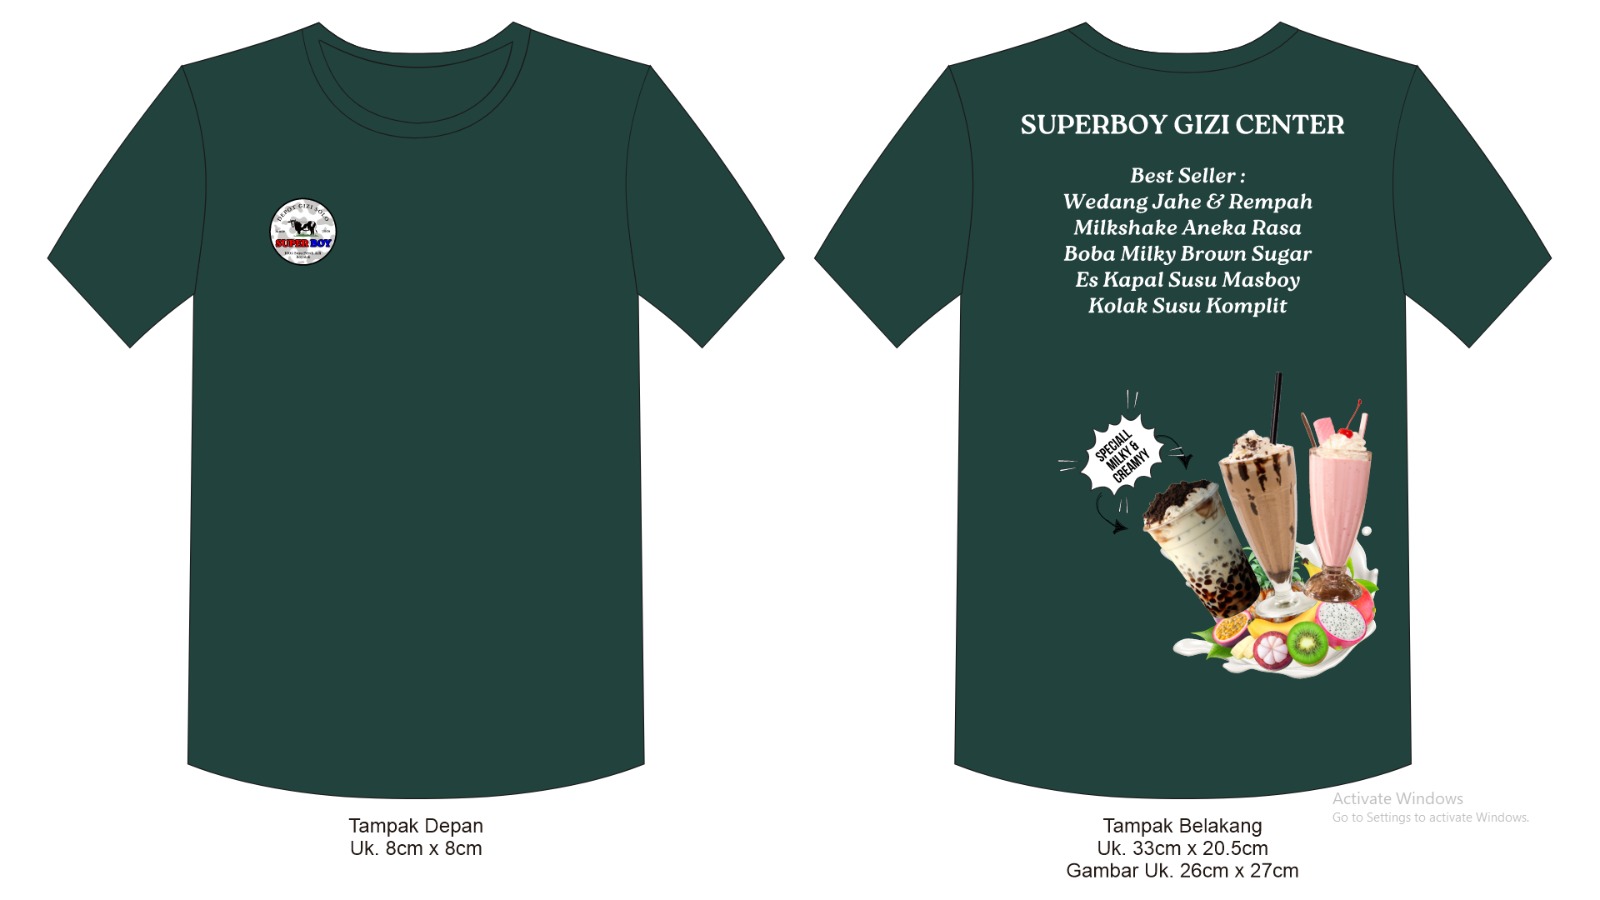 DEPOT GIZI SOLO
SUPER BOY
SUPERBOY GIZI CENTER
Best Seller :
Wedang Jahe & Rempah
Milkshake Aneka Rasa
Boba Milky Brown Sugar
Es Kapal Susu Masboy
Kolak Susu Komplit
SPECIALL
MILKY &
CREAMYY
Activate Windows
Go to Settings to activate Windows.
Tampak Depan
Uk. 8cm x 8cm
Tampak Belakang
Uk. 33cm x 20.5cm
Gambar Uk. 26cm x 27cm